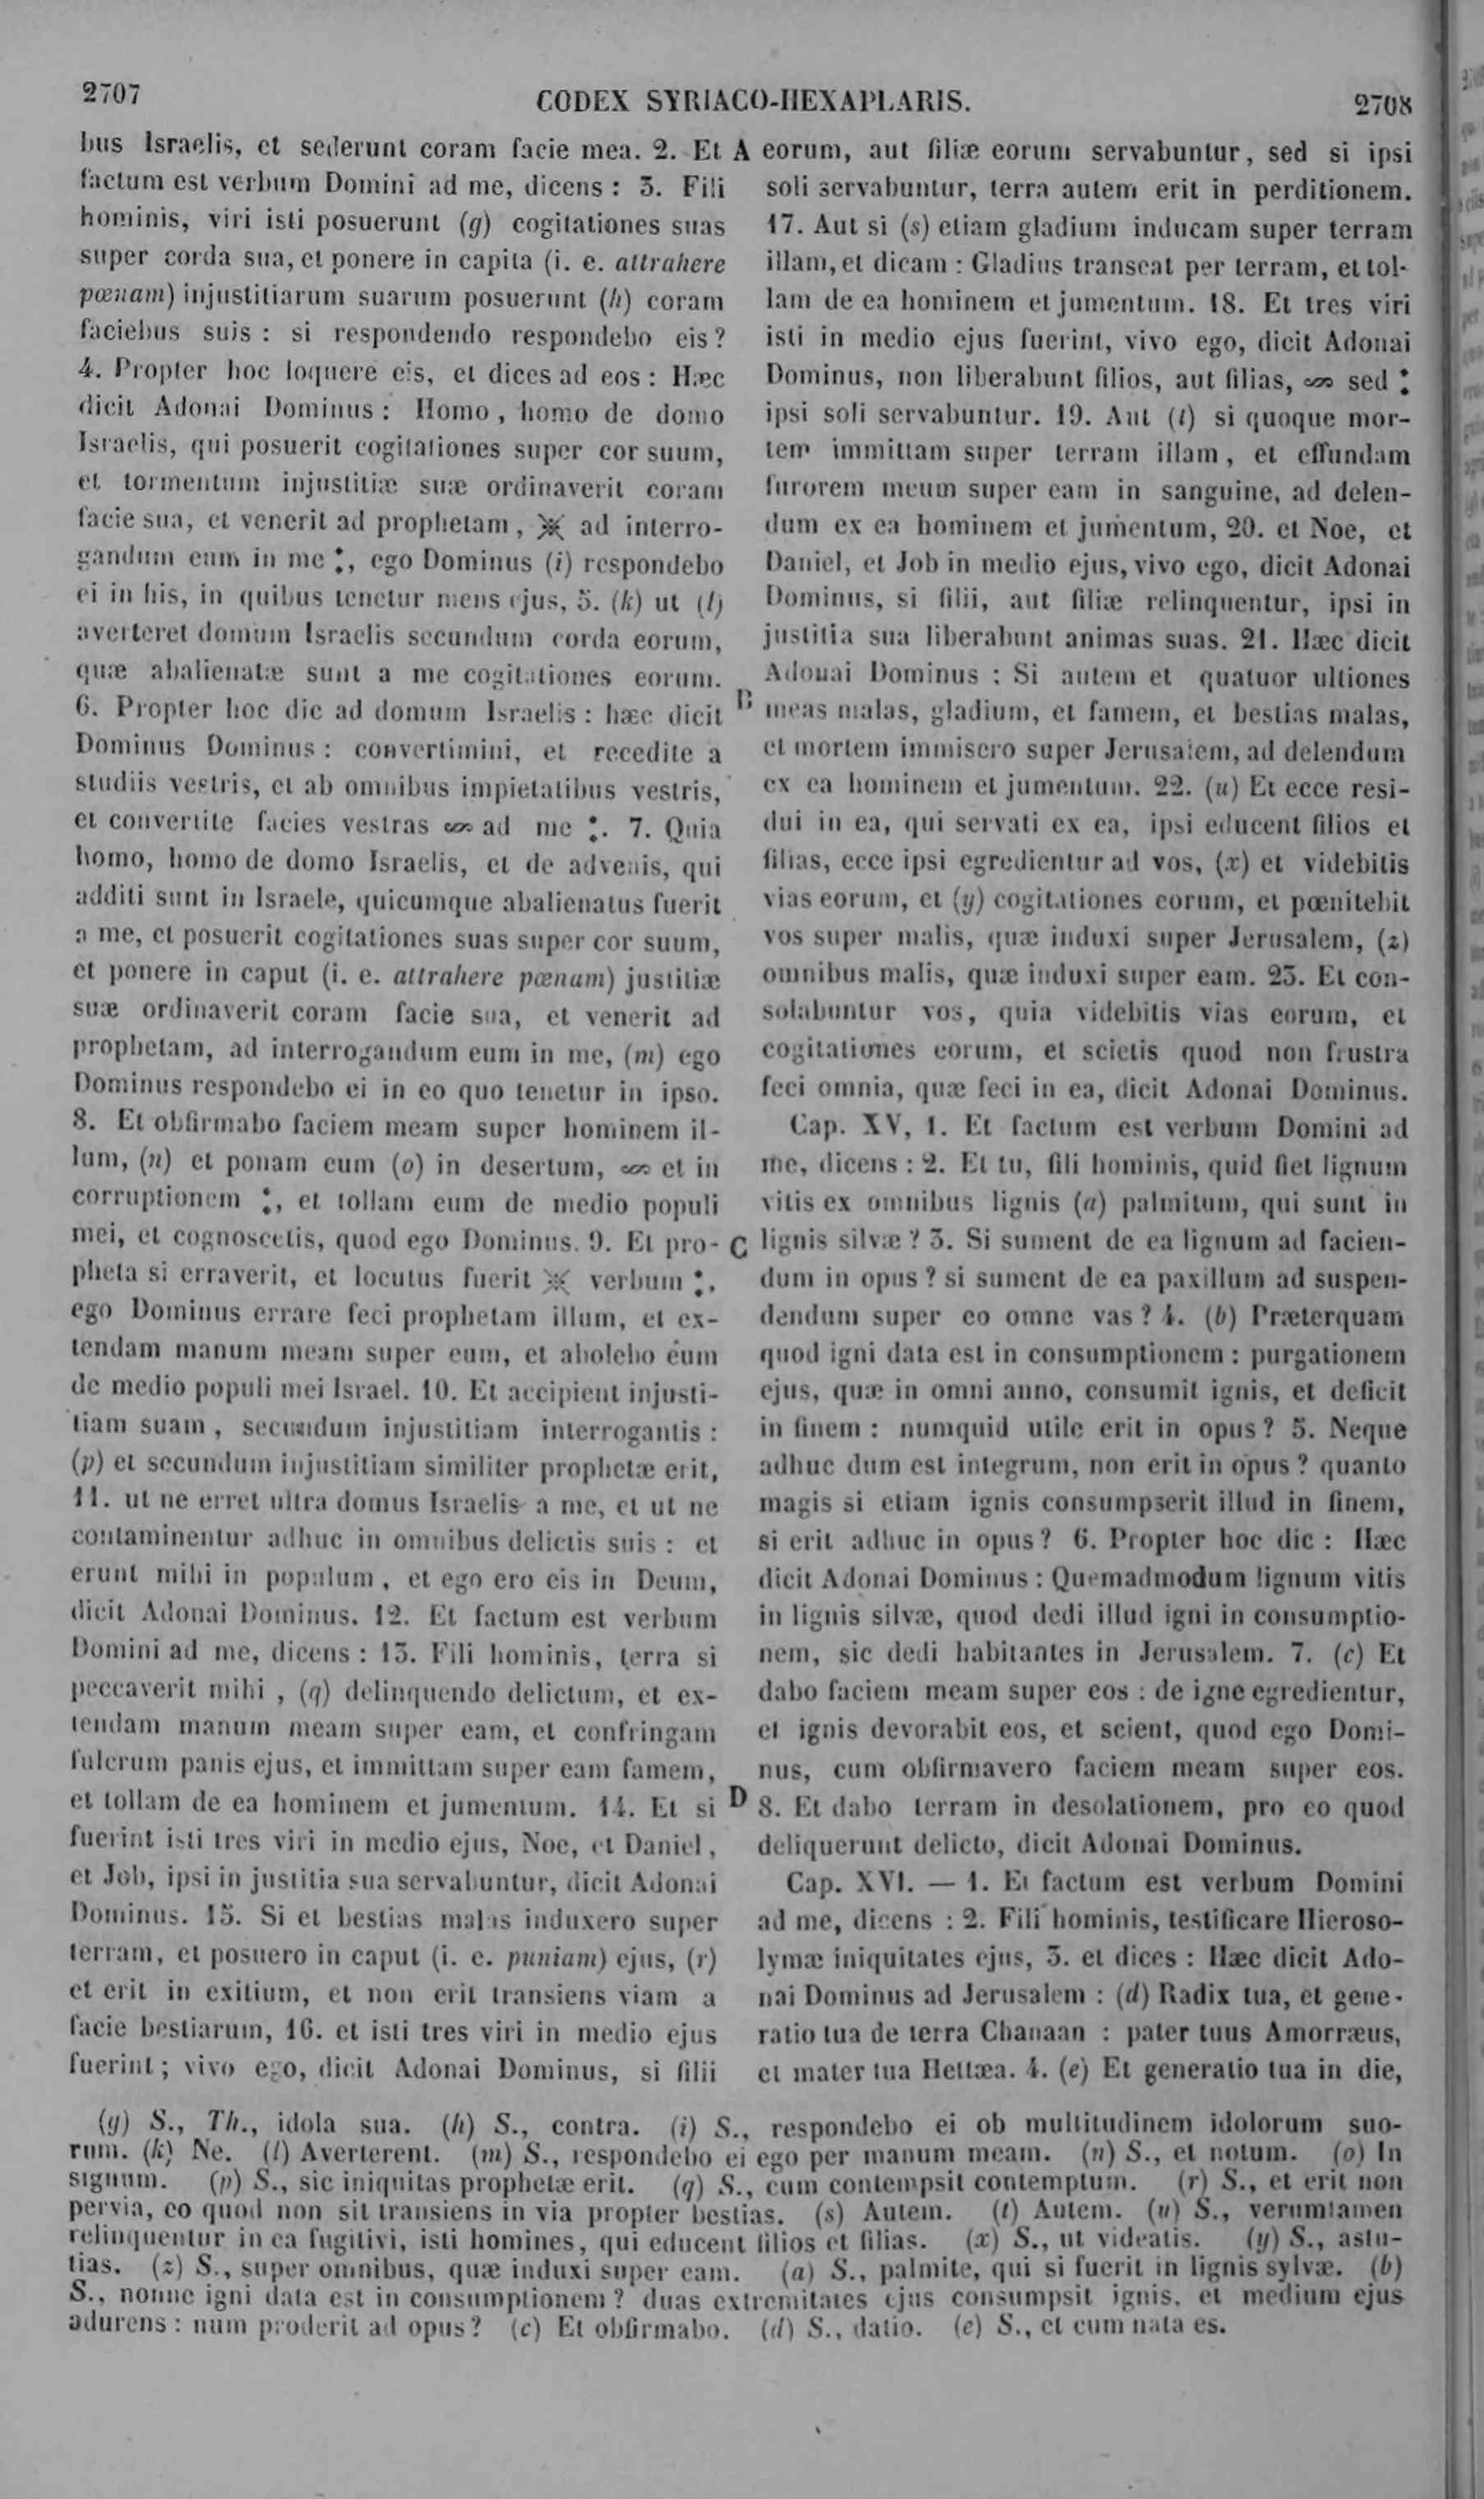 2707
CODEX SYRIACO-HEXAPLARIS.
2708
bus Israelis, et sederunt coram facie mea. 2. Et
factum est verbum Domini ad me, dicens : 3. Fili
hominis, viri isti posuerunt (g) cogitationes suas
super corda sua, et ponere in capita (i. e. attrahere
pœnam) injustitiarum suarum posuerunt (h) coram
faciebus suis : si respondendo respondebo eis ?
4. Propter hoc loquere eis, et dices ad eos : Hæc
dicit Adonai Dominus : Homo , homo de domo
Israelis, qui posuerit cogitationes super cor suum,
et tormentum injustitiæ suæ ordinaverit coram
facie sua, et venerit ad prophetam , ※ ad interro-
gandum eum in me :, ego Dominus (i) respondebo
ei in his, in quibus tenetur mens ejus, 5. (k) ut (l)
averteret domum Israelis secundum corda eorum,
quæ abalienatæ sunt a me cogitationes eorum.
6. Propter hoc dic ad domum Israelis : hæc dicit
Dominus Dominus : convertimini, et recedite a
studiis vestris, et ab omnibus impietatibus vestris,
et convertite facies vestras ∾ ad me :. 7. Quia
homo, homo de domo Israelis, et de advenis, qui
additi sunt in Israele, quicumque abalienatus fuerit
a me, et posuerit cogitationes suas super cor suum,
et ponere in caput (i. e. attrahere pœnam) justitiæ
suæ ordinaverit coram facie sua, et venerit ad
prophetam, ad interrogandum eum in me, (m) ego
Dominus respondebo ei in eo quo tenetur in ipso.
8. Et obfirmabo faciem meam super hominem il-
lum, (n) et ponam eum (o) in desertum, ∾ et in
corruptionem :, et tollam eum de medio populi
mei, et cognoscetis, quod ego Dominus. 9. Et pro-
pheta si erraverit, et locutus fuerit ※ verbum :,
ego Dominus errare feci prophetam illum, et ex-
tendam manum meam super eum, et abolebo eum
de medio populi mei Israel. 10. Et accipient injusti-
tiam suam , secundum injustitiam interrogantis :
(p) et secundum injustitiam similiter prophetæ erit,
11. ut ne erret ultra domus Israelis a me, et ut ne
contaminentur adhuc in omnibus delictis suis : et
erunt mihi in populum , et ego ero eis in Deum,
dicit Adonai Dominus. 12. Et factum est verbum
Domini ad me, dicens : 13. Fili hominis, terra si
peccaverit mihi , (q) delinquendo delictum, et ex-
tendam manum meam super eam, et confringam
fulcrum panis ejus, et immittam super eam famem,
et tollam de ea hominem et jumentum. 14. Et si
fuerint isti tres viri in medio ejus, Noe, et Daniel ,
et Job, ipsi in justitia sua servabuntur, dicit Adonai
Dominus. 15. Si et bestias malas induxero super
terram, et posuero in caput (i. e. puniam) ejus, (r)
et erit in exitium, et non erit transiens viam a
facie bestiarum, 16. et isti tres viri in medio ejus
fuerint ; vivo ego, dicit Adonai Dominus, si filii
A
B
C
D
eorum, aut filiæ eorum servabuntur, sed si ipsi
soli servabuntur, terra autem erit in perditionem.
17. Aut si (s) etiam gladium inducam super terram
illam, et dicam : Gladius transeat per terram, et tol-
lam de ea hominem et jumentum. 18. Et tres viri
isti in medio ejus fuerint, vivo ego, dicit Adonai
Dominus, non liberabunt filios, aut filias, ∾ sed :
ipsi soli servabuntur. 19. Aut (t) si quoque mor-
tem immittam super terram illam , et effundam
furorem meum super eam in sanguine, ad delen-
dum ex ea hominem et jumentum, 20. et Noe, et
Daniel, et Job in medio ejus, vivo ego, dicit Adonai
Dominus, si filii, aut filiæ relinquentur, ipsi in
justitia sua liberabunt animas suas. 21. Hæc dicit
Adonai Dominus : Si autem et quatuor ultiones
meas malas, gladium, et famem, et bestias malas,
et mortem immisero super Jerusalem, ad delendum
ex ea hominem et jumentum. 22. (u) Et ecce resi-
dui in ea, qui servati ex ea, ipsi educent filios et
filias, ecce ipsi egredientur ad vos, (x) et videbitis
vias eorum, et (y) cogitationes eorum, et pœnitebit
vos super malis, quæ induxi super Jerusalem, (z)
omnibus malis, quæ induxi super eam. 23. Et con-
solabuntur vos, quia videbitis vias eorum, et
cogitationes eorum, et scietis quod non frustra
feci omnia, quæ feci in ea, dicit Adonai Dominus.
Cap. XV, 1. Et factum est verbum Domini ad
me, dicens : 2. Et tu, fili hominis, quid fiet lignum
vitis ex omnibus lignis (a) palmitum, qui sunt in
lignis silvæ ? 3. Si sument de ea lignum ad facien-
dum in opus ? si sument de ea paxillum ad suspen-
dendum super eo omne vas ? 4. (b) Præterquam
quod igni data est in consumptionem : purgationem
ejus, quæ in omni anno, consumit ignis, et deficit
in finem : numquid utile erit in opus ? 5. Neque
adhuc dum est integrum, non erit in opus ? quanto
magis si etiam ignis consumpserit illud in finem,
si erit adhuc in opus ? 6. Propter hoc dic : Hæc
dicit Adonai Dominus : Quemadmodum lignum vitis
in lignis silvæ, quod dedi illud igni in consumptio-
nem, sic dedi habitantes in Jerusalem. 7. (c) Et
dabo faciem meam super eos : de igne egredientur,
et ignis devorabit eos, et scient, quod ego Domi-
nus, cum obfirmavero faciem meam super eos.
8. Et dabo terram in desolationem, pro eo quod
deliquerunt delicto, dicit Adonai Dominus.
Cap. XVI. — 1. Et factum est verbum Domini
ad me, dicens : 2. Fili hominis, testificare Hieroso-
lymæ iniquitates ejus, 3. et dices : Hæc dicit Ado-
nai Dominus ad Jerusalem : (d) Radix tua, et gene-
ratio tua de terra Chanaan : pater tuus Amorræus,
et mater tua Hettæa. 4. (e) Et generatio tua in die,
(g) S., Th., idola sua. (h) S., contra. (i) S., respondebo ei ob multitudinem idolorum suo-
rum. (k) Ne. (l) Averterent. (m) S., respondebo ei ego per manum meam. (n) S., et notum. (o) In
signum. (p) S., sic iniquitas prophetæ erit. (q) S., cum contempsit contemptum. (r) S., et erit non
pervia, eo quod non sit transiens in via propter bestias. (s) Autem. (t) Autem. (u) S., verumtamen
relinquentur in ea fugitivi, isti homines, qui educent filios et filias. (x) S., ut videatis. (y) S., astu-
tias. (z) S., super omnibus, quæ induxi super eam. (a) S., palmite, qui si fuerit in lignis sylvæ. (b)
S., nonne igni data est in consumptionem ? duas extremitates ejus consumpsit ignis, et medium ejus
adurens : num proderit ad opus ? (c) Et obfirmabo. (d) S., datio. (e) S., et cum nata es.